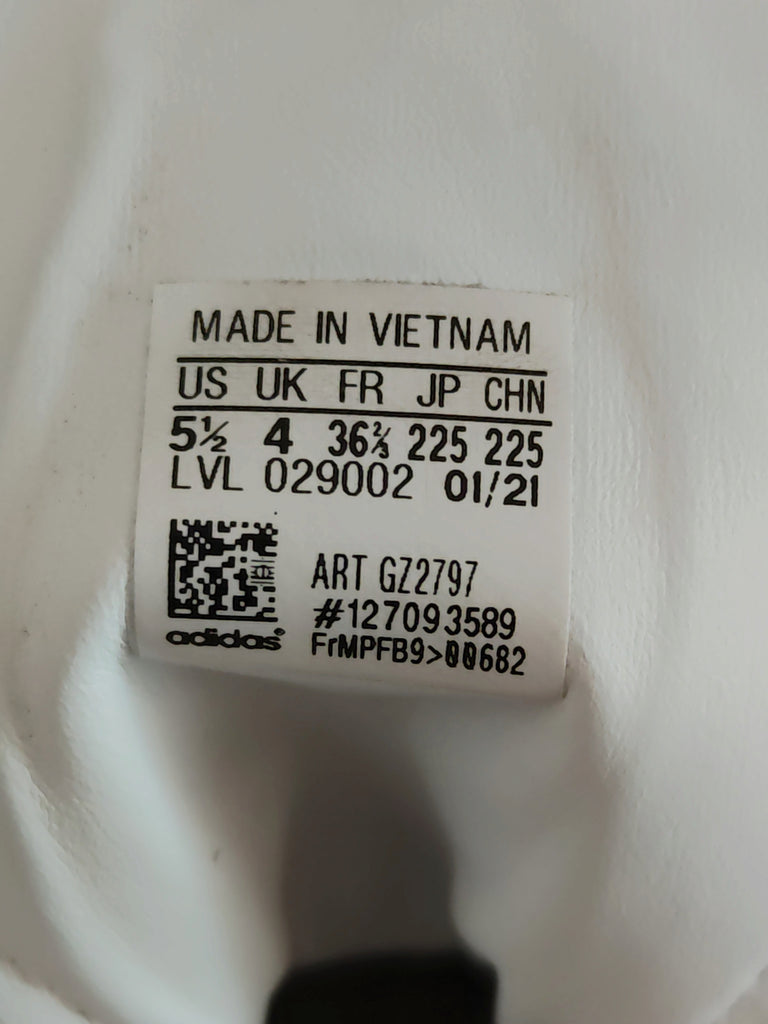 MADE IN VIETNAM
US UK FR JP CHN
5½ 4 36⅔ 225 225
LVL 029002 01/21
ART GZ2797
#127093589
adidas®
FrMPFB9>00682